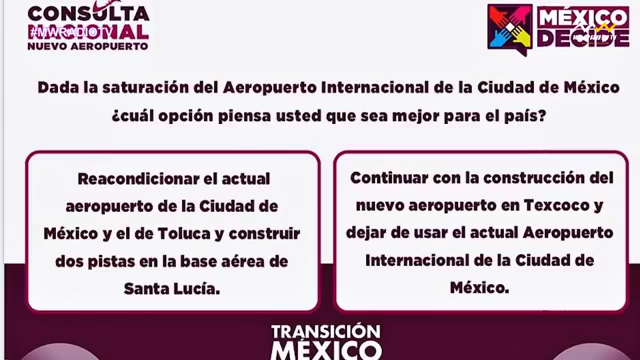 CONSULTA
NACIONAL
NUEVO AEROPUERTO
#MWRADIOTV
MÉXICO
DECIDE
Dada la saturación del Aeropuerto Internacional de la Ciudad de México
¿cuál opción piensa usted que sea mejor para el país?
Reacondicionar el actual
aeropuerto de la Ciudad de
México y el de Toluca y construir
dos pistas en la base aérea de
Santa Lucía.
Continuar con la construcción del
nuevo aeropuerto en Texcoco y
dejar de usar el actual Aeropuerto
Internacional de la Ciudad de
México.
TRANSICIÓN
MÉXICO